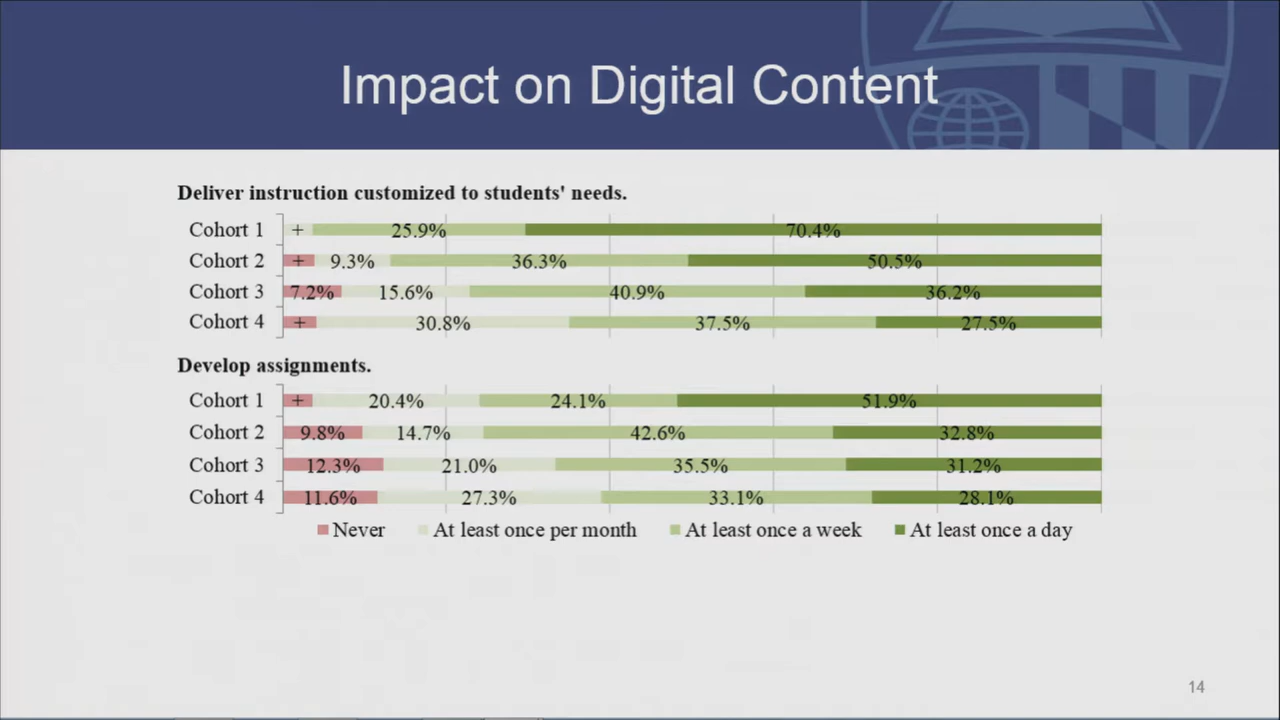 Impact on Digital Content
Deliver instruction customized to students' needs.
Cohort 1 + 25.9% 70.4%
Cohort 2 + 9.3% 36.3% 50.5%
Cohort 3 7.2% 15.6% 40.9% 36.2%
Cohort 4 + 30.8% 37.5% 27.5%
Develop assignments.
Cohort 1 + 20.4% 24.1% 51.9%
Cohort 2 9.8% 14.7% 42.6% 32.8%
Cohort 3 12.3% 21.0% 35.5% 31.2%
Cohort 4 11.6% 27.3% 33.1% 28.1%
Never At least once per month At least once a week At least once a day
14